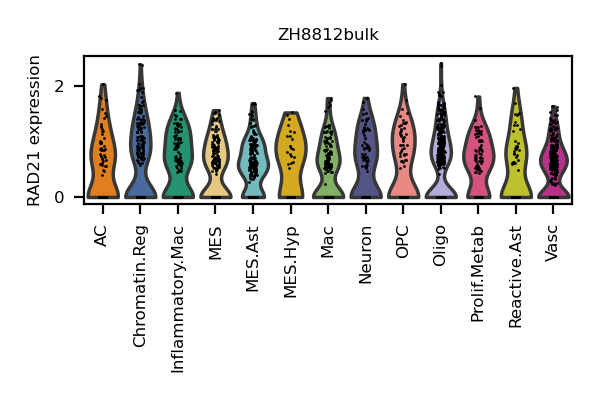 ZH8812bulk
RAD21 expression
2
0
AC
Chromatin.Reg
Inflammatory.Mac
MES
MES.Ast
MES.Hyp
Mac
Neuron
OPC
Oligo
Prolif.Metab
Reactive.Ast
Vasc